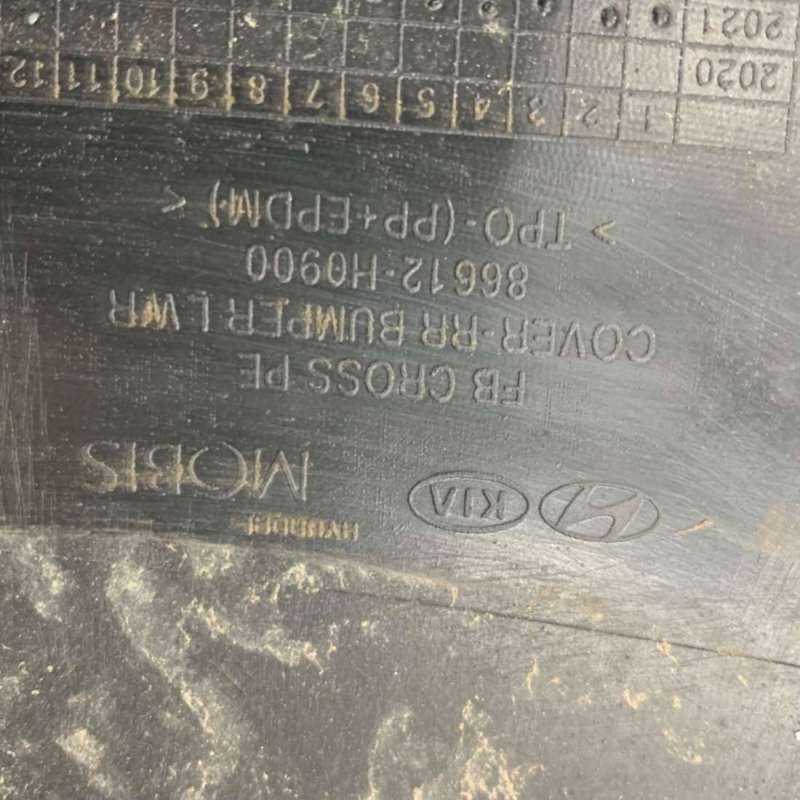 HYUNDAI
KIA MOBIS
FB CROSS PE
COVER-RR BUMPER LWR
86612-H0900
> TPO-(PP+EPDM) <
1 2 3 4 5 6 7 8 9 10 11 12
2020
2021